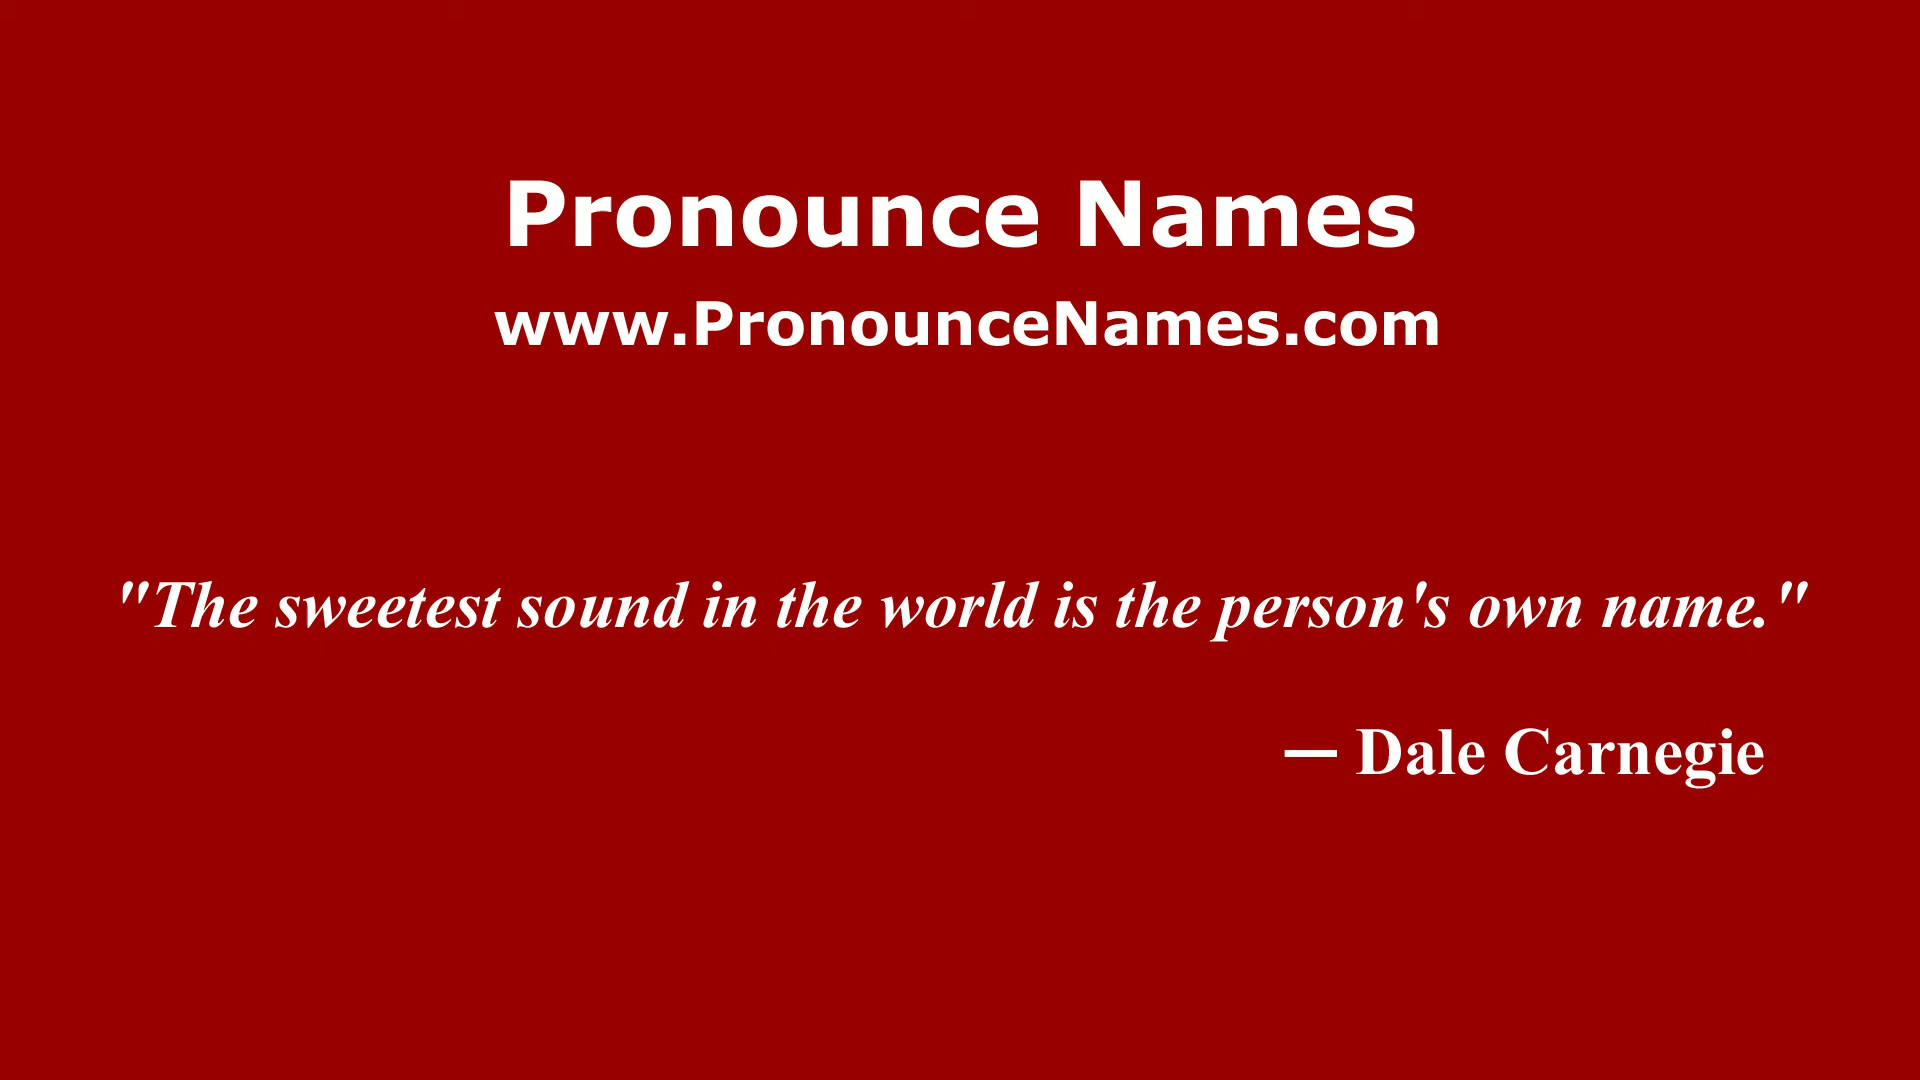 Pronounce Names
www.PronounceNames.com
"The sweetest sound in the world is the person's own name."
— Dale Carnegie